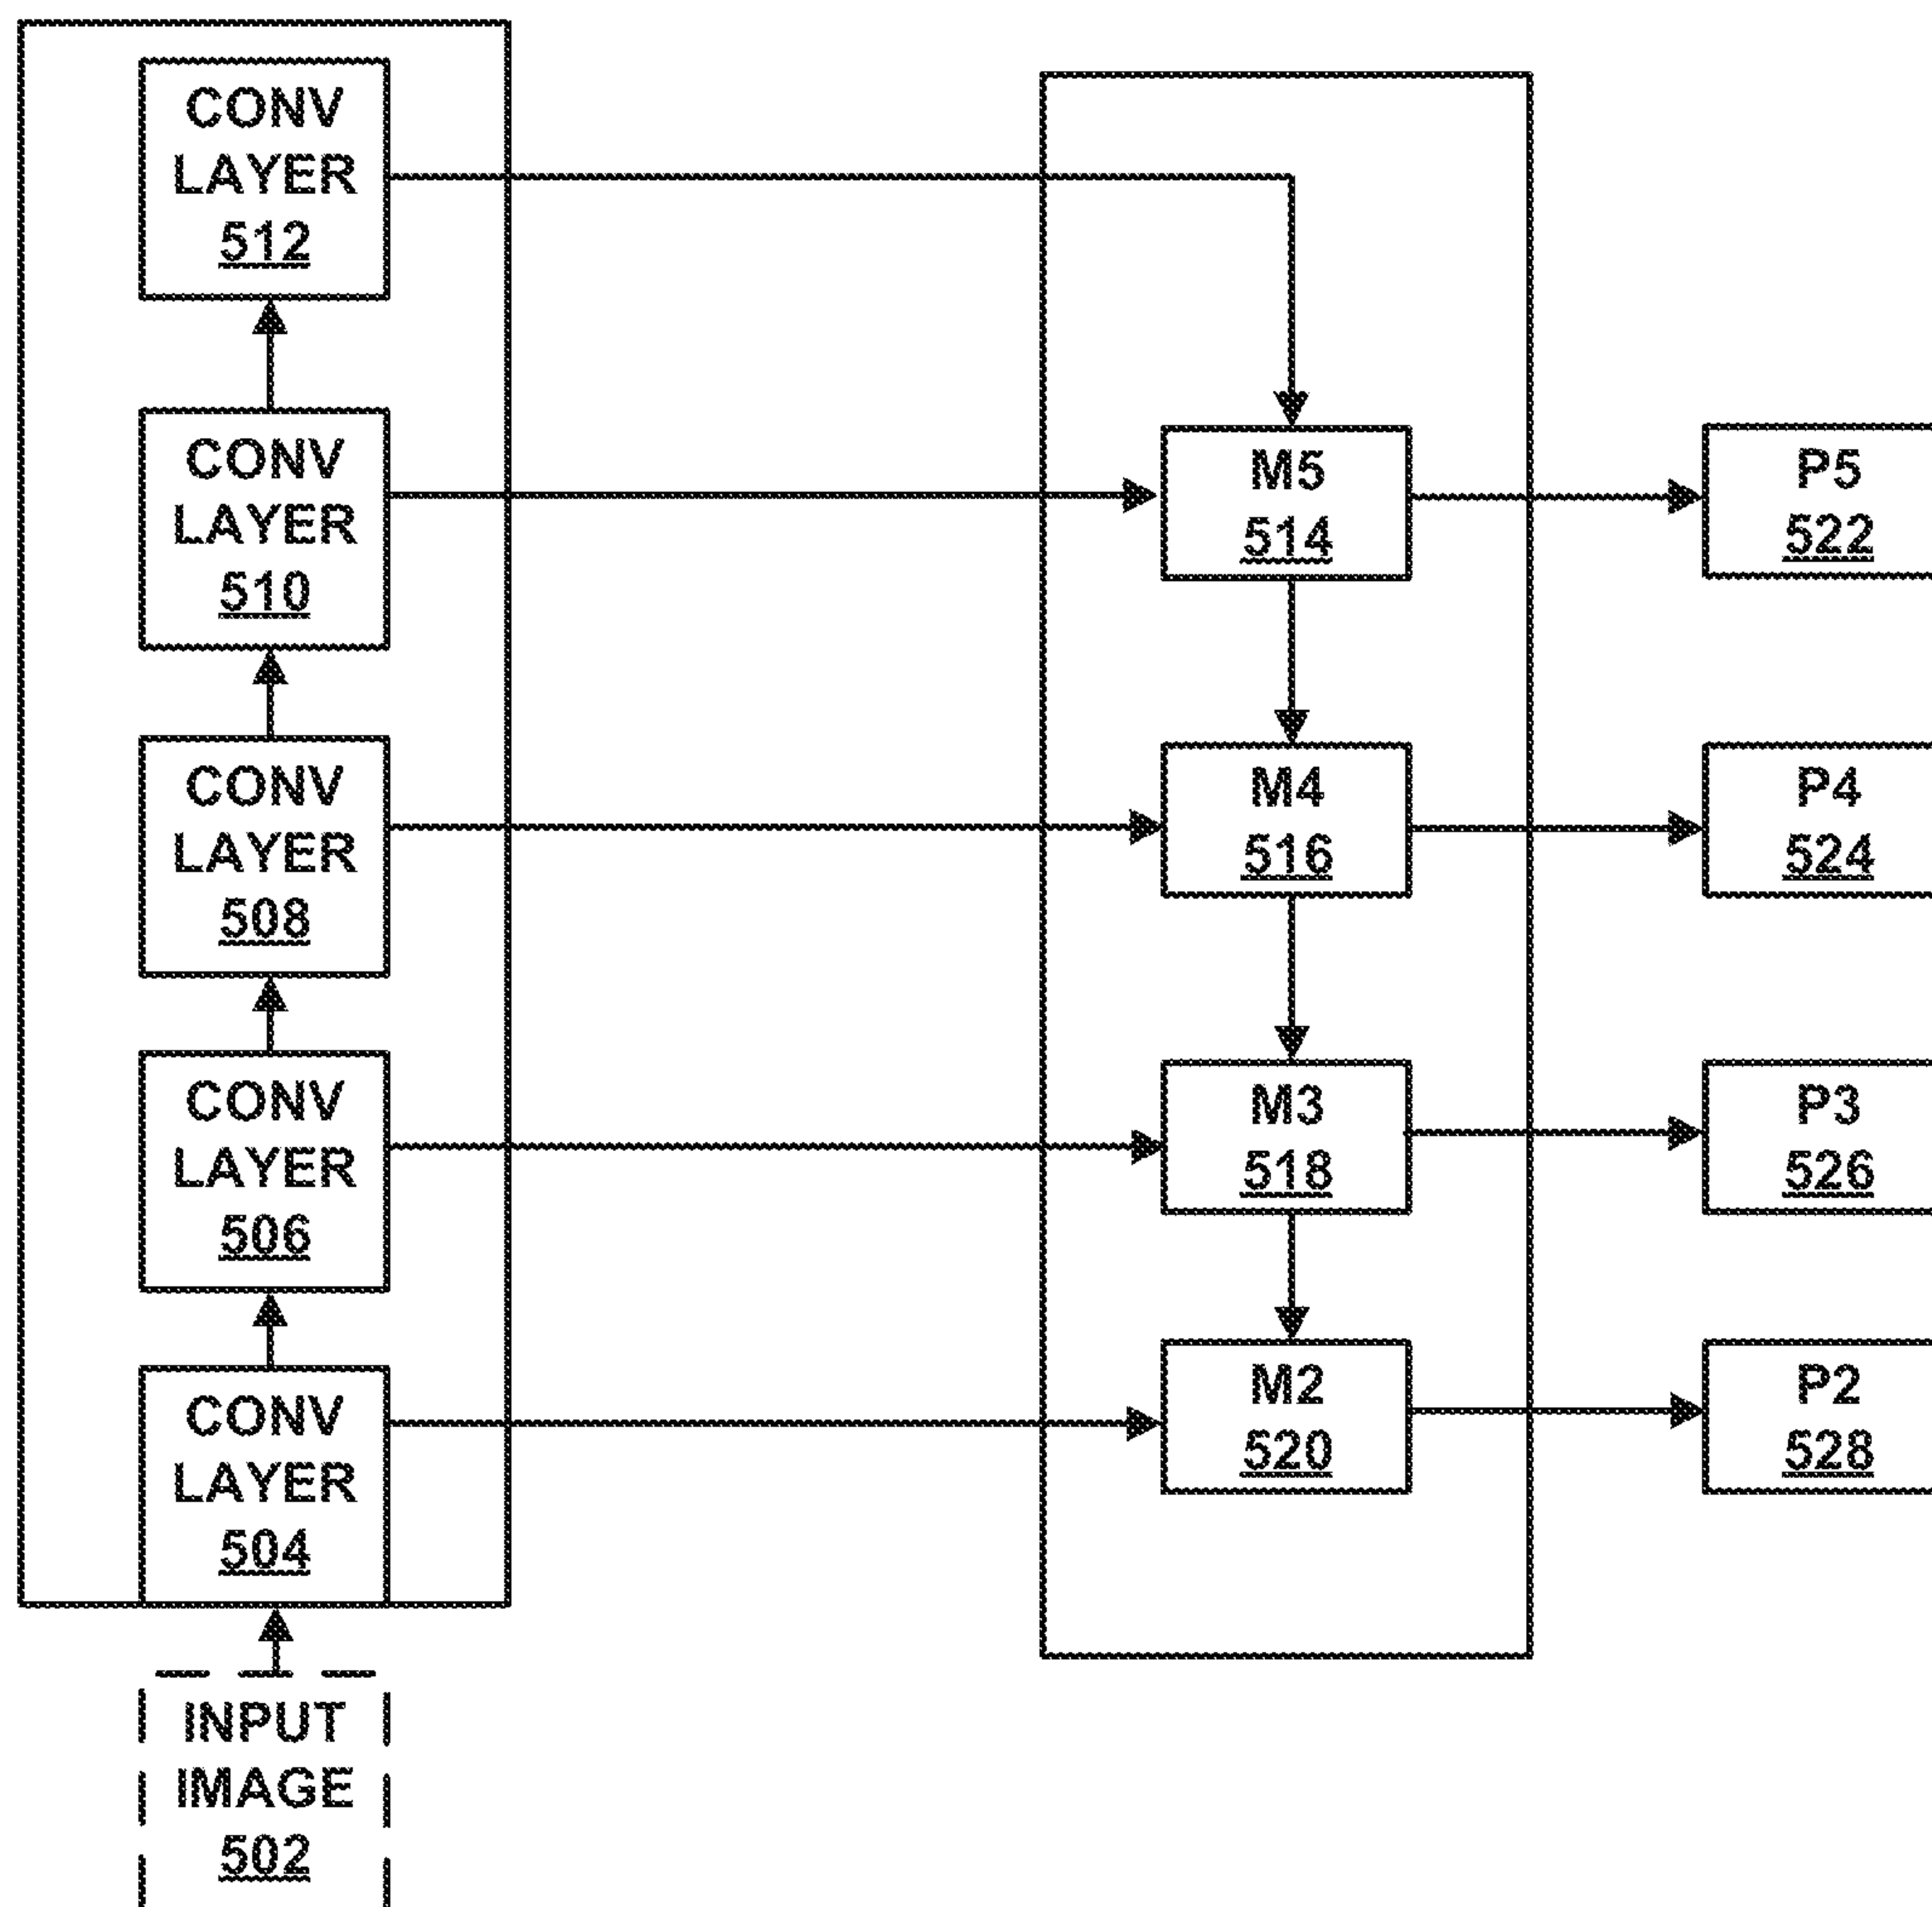 CONV
LAYER
512
CONV
LAYER
510
CONV
LAYER
508
CONV
LAYER
506
CONV
LAYER
504
INPUT
IMAGE
502
M5
514
M4
516
M3
518
M2
520
P5
522
P4
524
P3
526
P2
528